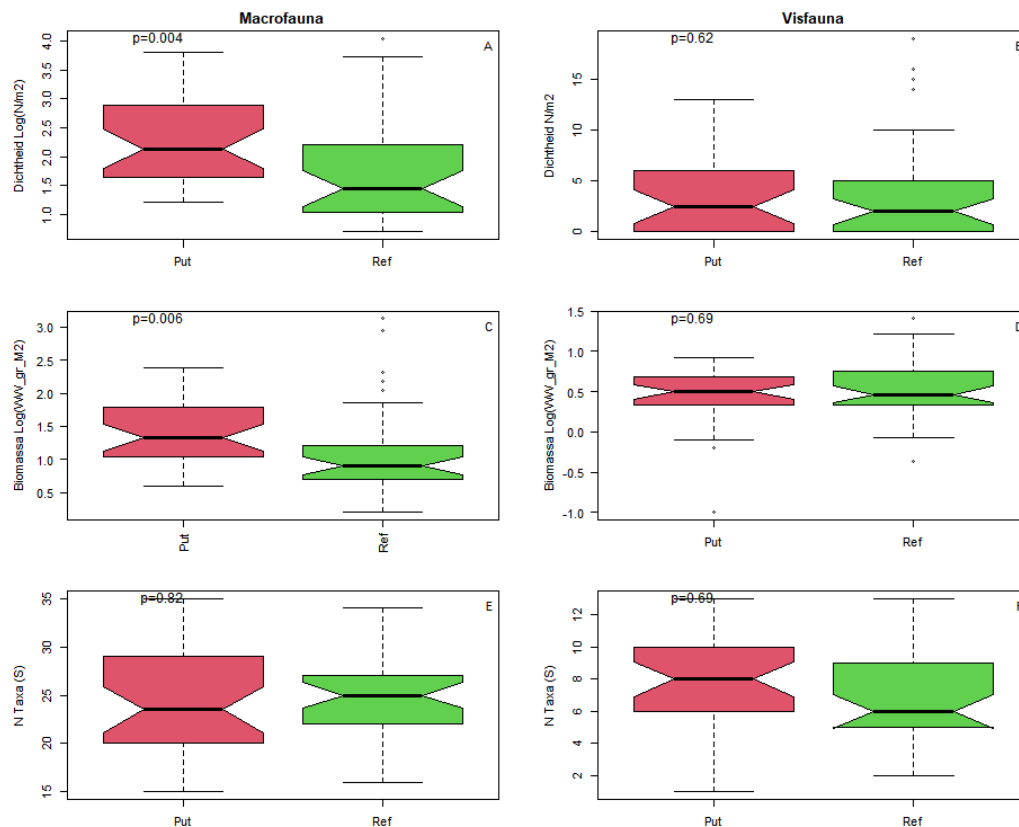 Macrofauna
Visfauna
p=0.004
A
Dichtheid Log(N/m2)
4.0
3.5
3.0
2.5
2.0
1.5
1.0
Put
Ref
p=0.62
Dichtheid N/m2
15
10
5
0
Put
Ref
p=0.006
C
Biomassa Log(WW_gr_M2)
3.0
2.5
2.0
1.5
1.0
0.5
Put
Ref
p=0.69
D
Biomassa Log(WW_gr_M2)
1.5
1.0
0.5
0.0
-0.5
-1.0
Put
Ref
p=0.82
E
N Taxa (S)
35
30
25
20
15
Put
Ref
p=0.69
F
N Taxa (S)
12
10
8
6
4
2
Put
Ref